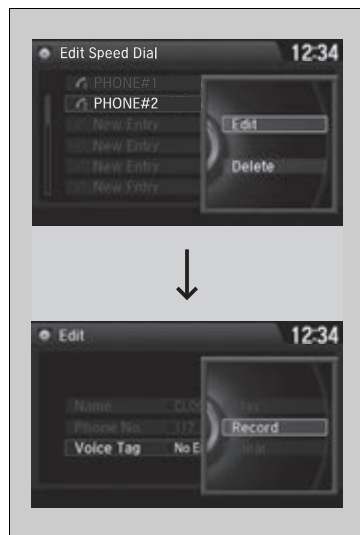 Edit Speed Dial 12:34
PHONE#1
PHONE#2 Edit
New Entry
New Entry Delete
New Entry
New Entry
Edit 12:34
Name
Phone No. Record
Voice Tag No E